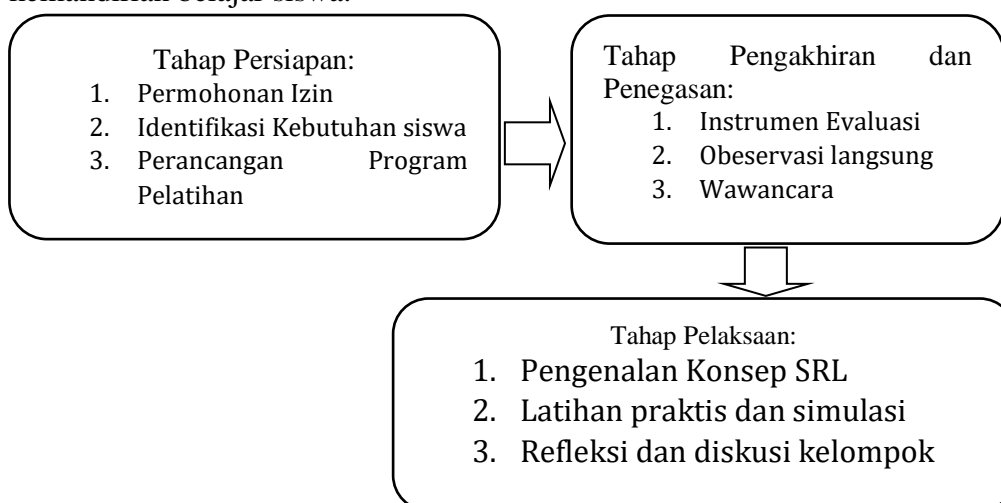 kemandirian belajar siswa.
Tahap Persiapan:
1. Permohonan Izin
2. Identifikasi Kebutuhan siswa
3. Perancangan Program
Pelatihan
Tahap Pengakhiran dan
Penegasan:
1. Instrumen Evaluasi
2. Obeservasi langsung
3. Wawancara
Tahap Pelaksaan:
1. Pengenalan Konsep SRL
2. Latihan praktis dan simulasi
3. Refleksi dan diskusi kelompok